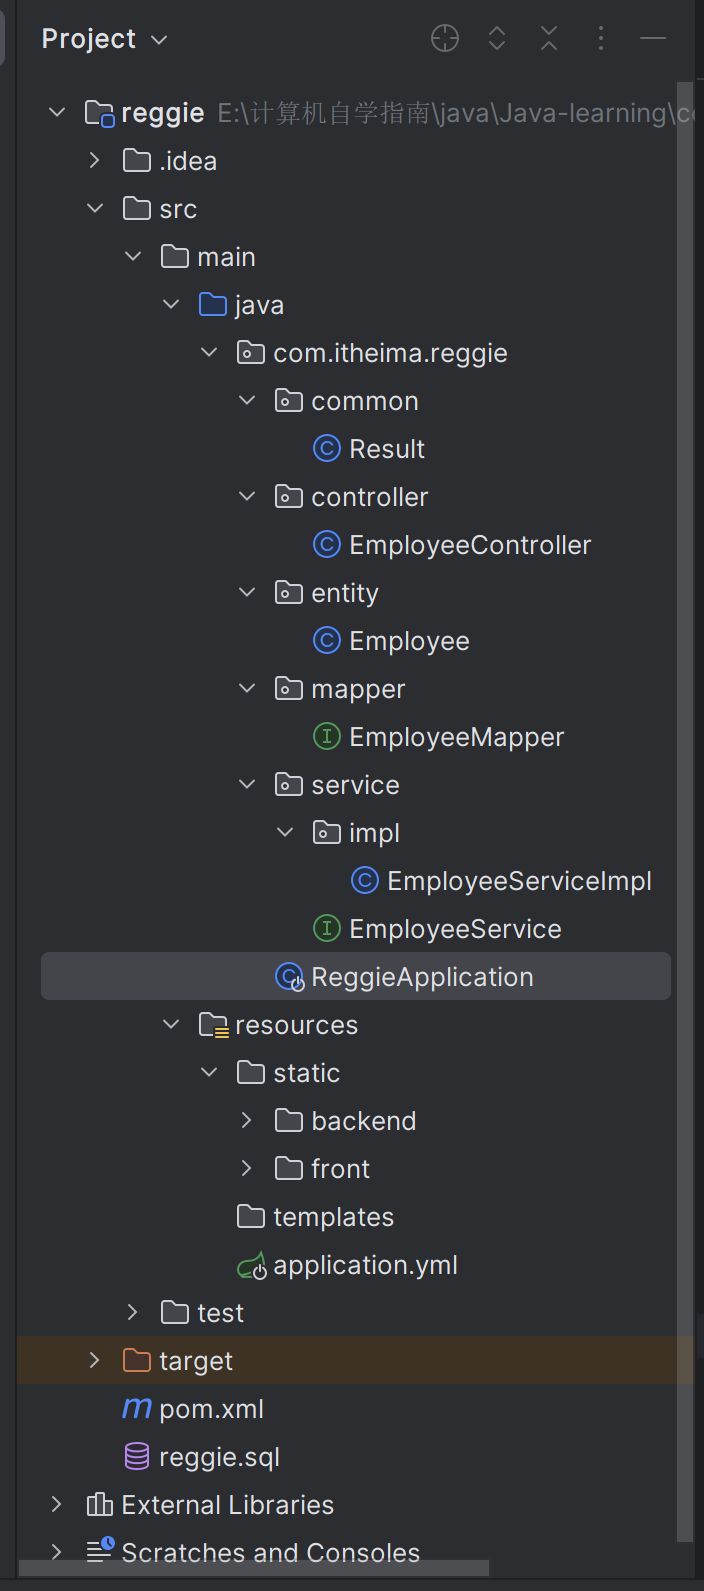 Project
reggie E:\计算机自学指南\java\Java-learning\co
.idea
src
main
java
com.itheima.reggie
common
Result
controller
EmployeeController
entity
Employee
mapper
EmployeeMapper
service
impl
EmployeeServiceImpl
EmployeeService
ReggieApplication
resources
static
backend
front
templates
application.yml
test
target
pom.xml
reggie.sql
External Libraries
Scratches and Consoles